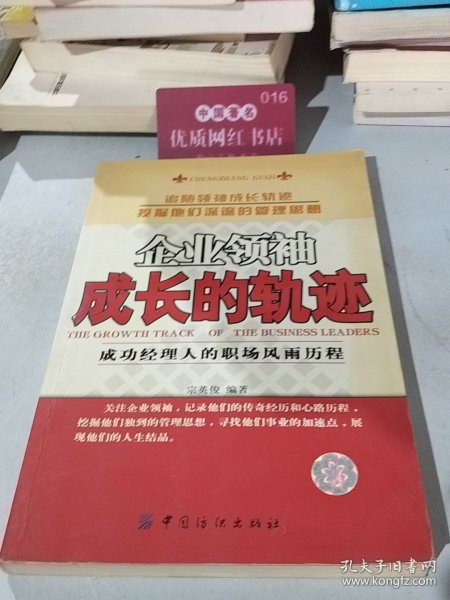 016
中国著名
优质网红书店
CHENGZHANG GUIJI
追随领袖成长轨迹
挖掘他们深邃的管理思想
企业领袖
成长的轨迹
THE GROWTH TRACK OF THE BUSINESS LEADERS
成功经理人的职场风雨历程
宗英俊 编著
关注企业领袖，记录他们的传奇经历和心路历程，
挖掘他们独到的管理思想，寻找他们事业的加速点，展
现他们的人生结晶。
中国纺织出版社
孔夫子旧书网
www.kongfz.com